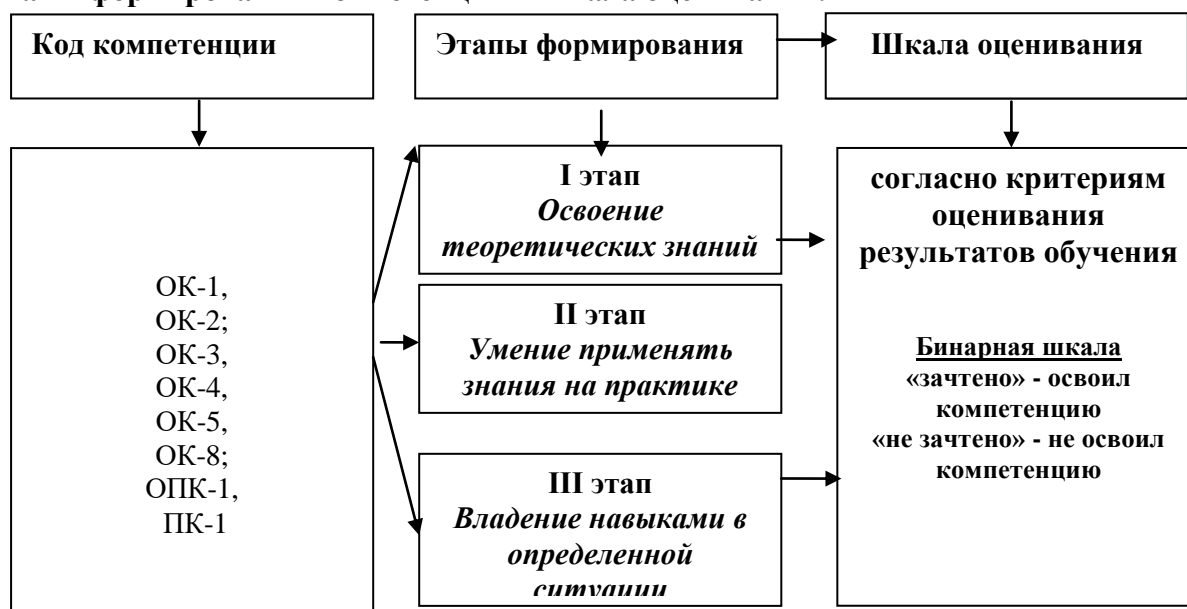 Код компетенции
Этапы формирования
Шкала оценивания
ОК-1,
ОК-2;
ОК-3,
ОК-4,
ОК-5,
ОК-8;
ОПК-1,
ПК-1
I этап
Освоение
теоретических знаний
II этап
Умение применять
знания на практике
III этап
Владение навыками в
определенной
ситуации
согласно критериям
оценивания
результатов обучения
Бинарная шкала
«зачтено» - освоил
компетенцию
«не зачтено» - не освоил
компетенцию